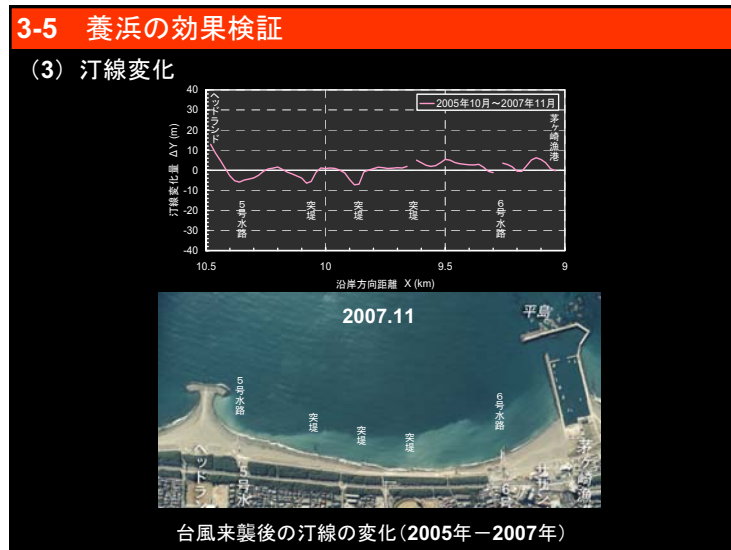 3-5 養浜の効果検証
（3）汀線変化
汀線変化量 ΔY (m)
40
30
20
10
0
-10
-20
-30
-40
2005年10月～2007年11月
ヘッドランド
5号水路
突堤
突堤
突堤
6号水路
茅ヶ崎漁港
10.5
10
9.5
9
沿岸方向距離 X (km)
2007.11
平島
5号水路
突堤
突堤
突堤
6号水路
ヘッドラン
5号水
茅ヶ崎漁
台風来襲後の汀線の変化（2005年－2007年）